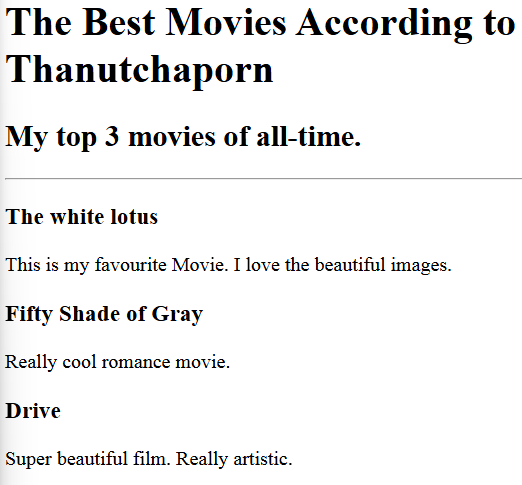 The Best Movies According to
Thanutchaporn
My top 3 movies of all-time.
The white lotus
This is my favourite Movie. I love the beautiful images.
Fifty Shade of Gray
Really cool romance movie.
Drive
Super beautiful film. Really artistic.